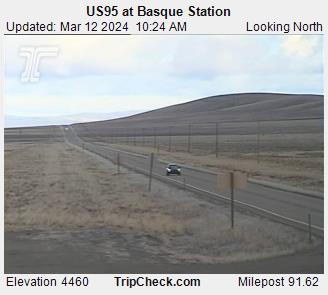 US95 at Basque Station
Updated: Mar 12 2024 10:24 AM Looking North
Elevation 4460 TripCheck.com Milepost 91.62